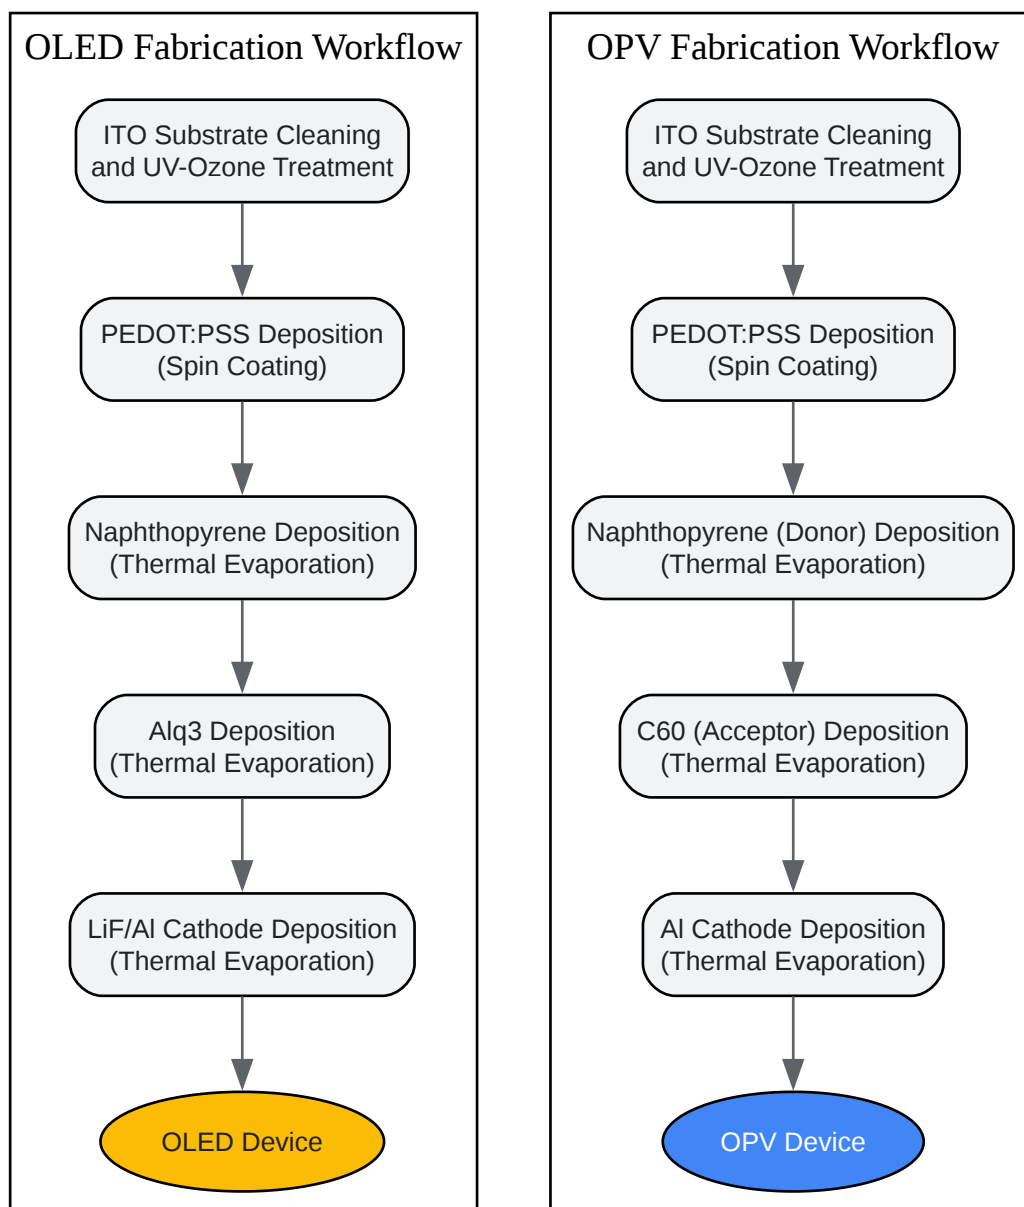 OLED Fabrication Workflow
ITO Substrate Cleaning
and UV-Ozone Treatment
PEDOT:PSS Deposition
(Spin Coating)
Naphthopyrene Deposition
(Thermal Evaporation)
Alq3 Deposition
(Thermal Evaporation)
LiF/Al Cathode Deposition
(Thermal Evaporation)
OLED Device
OPV Fabrication Workflow
ITO Substrate Cleaning
and UV-Ozone Treatment
PEDOT:PSS Deposition
(Spin Coating)
Naphthopyrene (Donor) Deposition
(Thermal Evaporation)
C60 (Acceptor) Deposition
(Thermal Evaporation)
Al Cathode Deposition
(Thermal Evaporation)
OPV Device